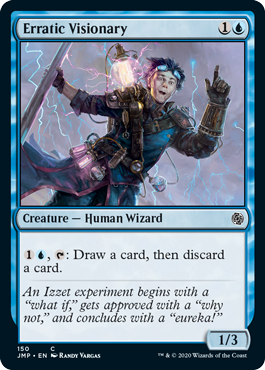 Erratic Visionary 1
Creature — Human Wizard
1 , : Draw a card, then discard
a card.
An Izzet experiment begins with a
“what if,” gets approved with a “why
not,” and concludes with a “eureka!”
1/3
150 C
JMP • EN RANDY VARGAS ™ & © 2020 Wizards of the Coast